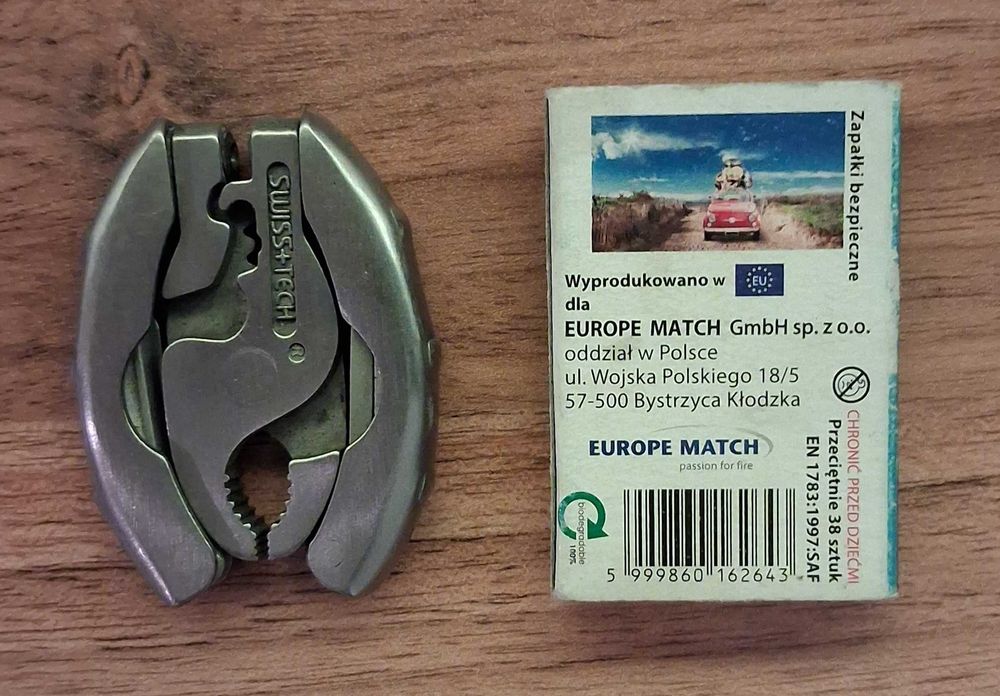 SWISS+TECH
®
Zapałki bezpieczne
Wyprodukowano w EU
dla
EUROPE MATCH GmbH sp. z o.o.
oddział w Polsce
ul. Wojska Polskiego 18/5
57-500 Bystrzyca Kłodzka
EUROPE MATCH
passion for fire
CHRONIĆ PRZED DZIEĆMI
Przeciętnie 38 sztuk
EN 1783:1997:SAF
biodegradable
100%
5 999860 162643